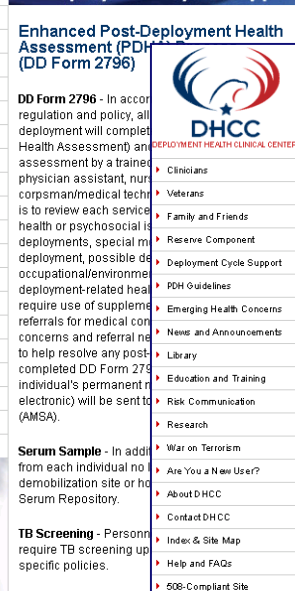 Enhanced Post-Deployment Health
Assessment (PDHA)
(DD Form 2796)
DD Form 2796 - In accor
regulation and policy, all
deployment will complet
Health Assessment) an
assessment by a trained
physician assistant, nurs
corpsman/medical techn
is to review each service
health or psychosocial is
deployments, special m
deployment, possible de
occupational/environmen
deployment-related heal
require use of suppleme
referrals for medical con
concerns and referral ne
to help resolve any post-
completed DD Form 279
individual's permanent m
electronic) will be sent to
(AMSA).
Serum Sample - In addit
from each individual no l
demobilization site or ho
Serum Repository.
TB Screening - Personn
require TB screening up
specific policies.
DHCC
DEPLOYMENT HEALTH CLINICAL CENTER
Clinicians
Veterans
Family and Friends
Reserve Component
Deployment Cycle Support
PDH Guidelines
Emerging Health Concerns
News and Announcements
Library
Education and Training
Risk Communication
Research
War on Terrorism
Are You a New User?
About DHCC
Contact DHCC
Index & Site Map
Help and FAQs
508-Compliant Site